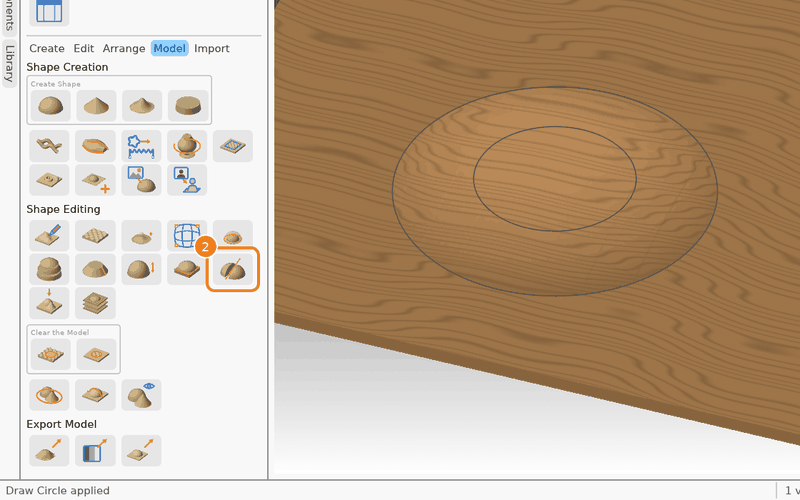 nents
Library
Create Edit Arrange Model Import
Shape Creation
Create Shape
Shape Editing
2
Clear the Model
Export Model
Draw Circle applied
1 v